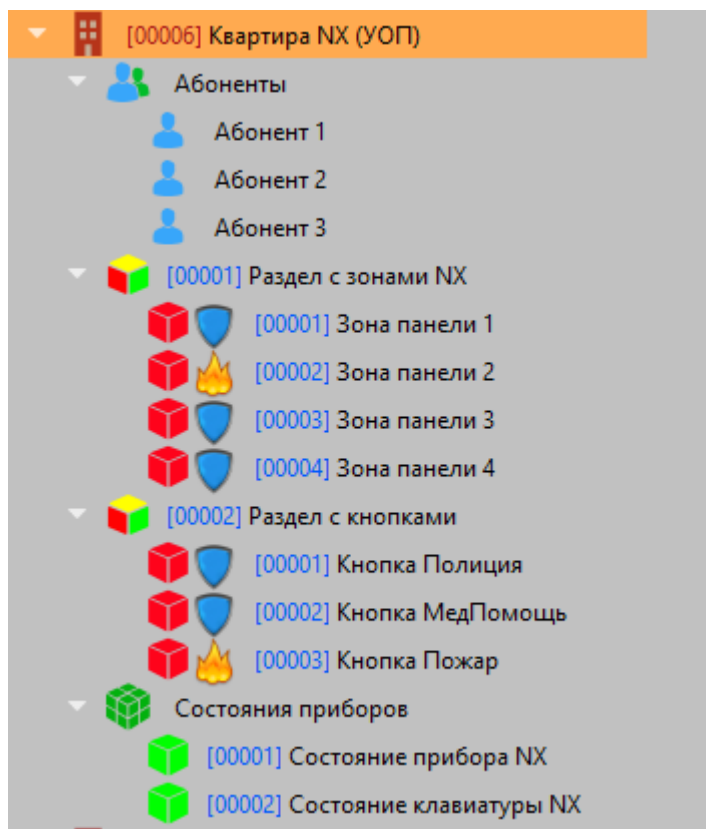 [00006] Квартира NX (УОП)
Абоненты
Абонент 1
Абонент 2
Абонент 3
[00001] Раздел с зонами NX
[00001] Зона панели 1
[00002] Зона панели 2
[00003] Зона панели 3
[00004] Зона панели 4
[00002] Раздел с кнопками
[00001] Кнопка Полиция
[00002] Кнопка МедПомощь
[00003] Кнопка Пожар
Состояния приборов
[00001] Состояние прибора NX
[00002] Состояние клавиатуры NX